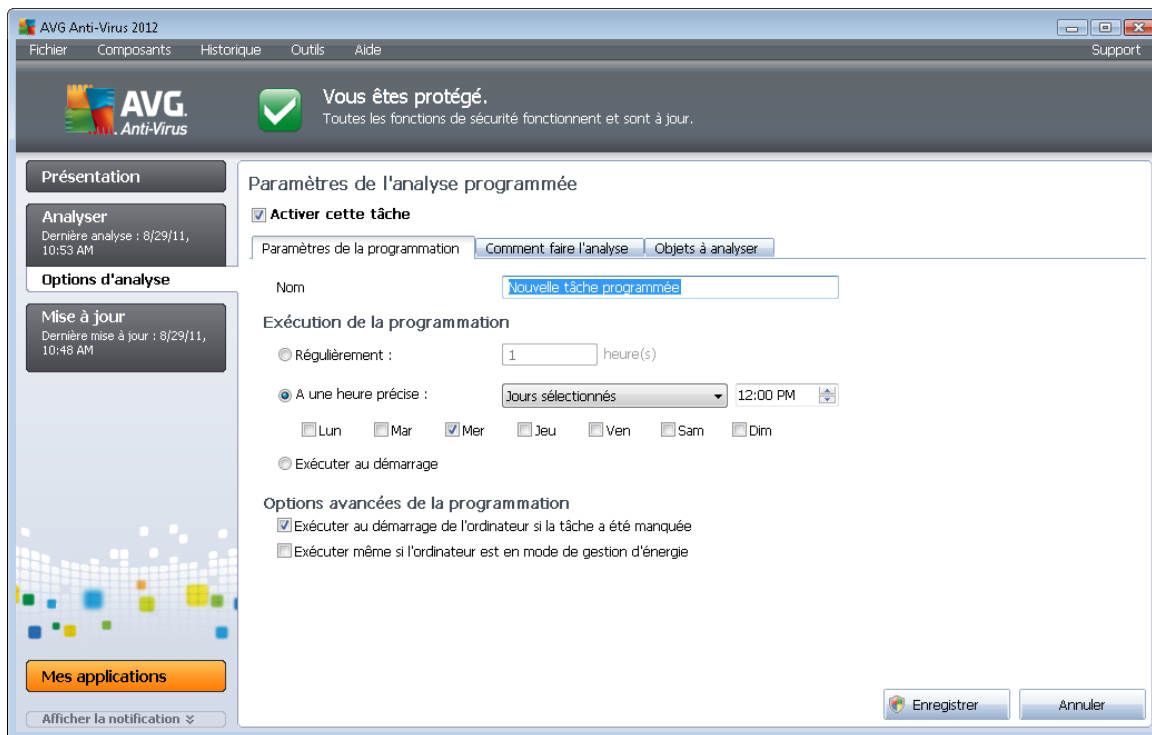 AVG Anti-Virus 2012
Fichier Composants Historique Outils Aide Support
AVG.
Anti-Virus
Vous êtes protégé.
Toutes les fonctions de sécurité fonctionnent et sont à jour.
Présentation
Analyser
Dernière analyse : 8/29/11,
10:53 AM
Options d'analyse
Mise à jour
Dernière mise à jour : 8/29/11,
10:48 AM
Mes applications
Afficher la notification
Paramètres de l'analyse programmée
Activer cette tâche
Paramètres de la programmation Comment faire l'analyse Objets à analyser
Nom Nouvelle tâche programmée
Exécution de la programmation
Régulièrement : 1 heure(s)
A une heure précise : Jours sélectionnés 12:00 PM
Lun Mar Mer Jeu Ven Sam Dim
Exécuter au démarrage
Options avancées de la programmation
Exécuter au démarrage de l'ordinateur si la tâche a été manquée
Exécuter même si l'ordinateur est en mode de gestion d'énergie
Enregistrer Annuler